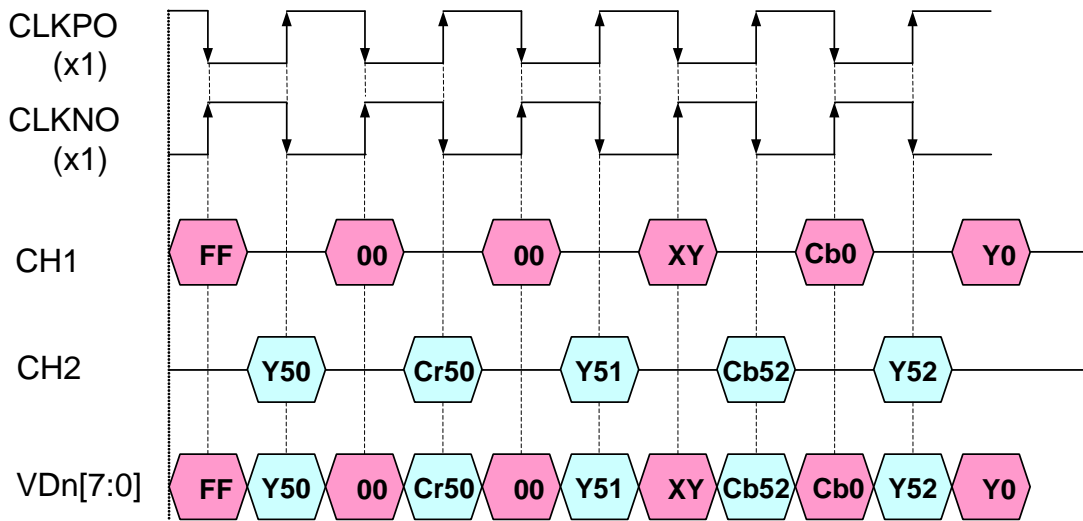 CLKPO
(x1)
CLKNO
(x1)
CH1 FF 00 00 XY Cb0 Y0
CH2 Y50 Cr50 Y51 Cb52 Y52
VDn[7:0] FF Y50 00 Cr50 00 Y51 XY Cb52 Cb0 Y52 Y0